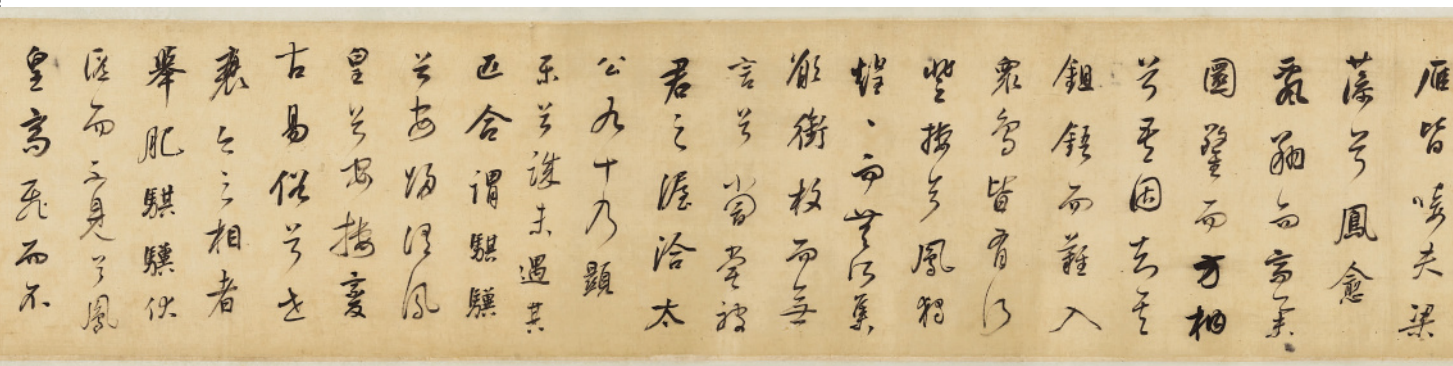 雁皆唼夫粱
藻兮鳳愈
飄翔而高舉
圜鑿而方枘
兮吾固知其
鉏鋙而難入
衆鳥皆有所
登棲兮鳳獨
煌〻而無所集
願銜枚而無
言兮嘗被
君之渥洽太
公九十乃顯
榮兮誠未遇其
匹合謂騏驥
兮安歸謂鳳
皇兮安棲變
古易俗兮世
衰今之相者
舉肥騏驥伏
匿而不見兮鳳
皇高飛而不